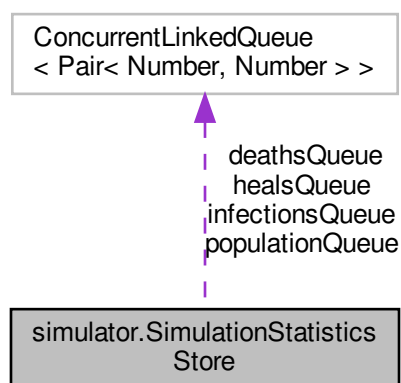 ConcurrentLinkedQueue
< Pair< Number, Number > >
deathsQueue
healsQueue
infectionsQueue
populationQueue
simulator.SimulationStatistics
Store